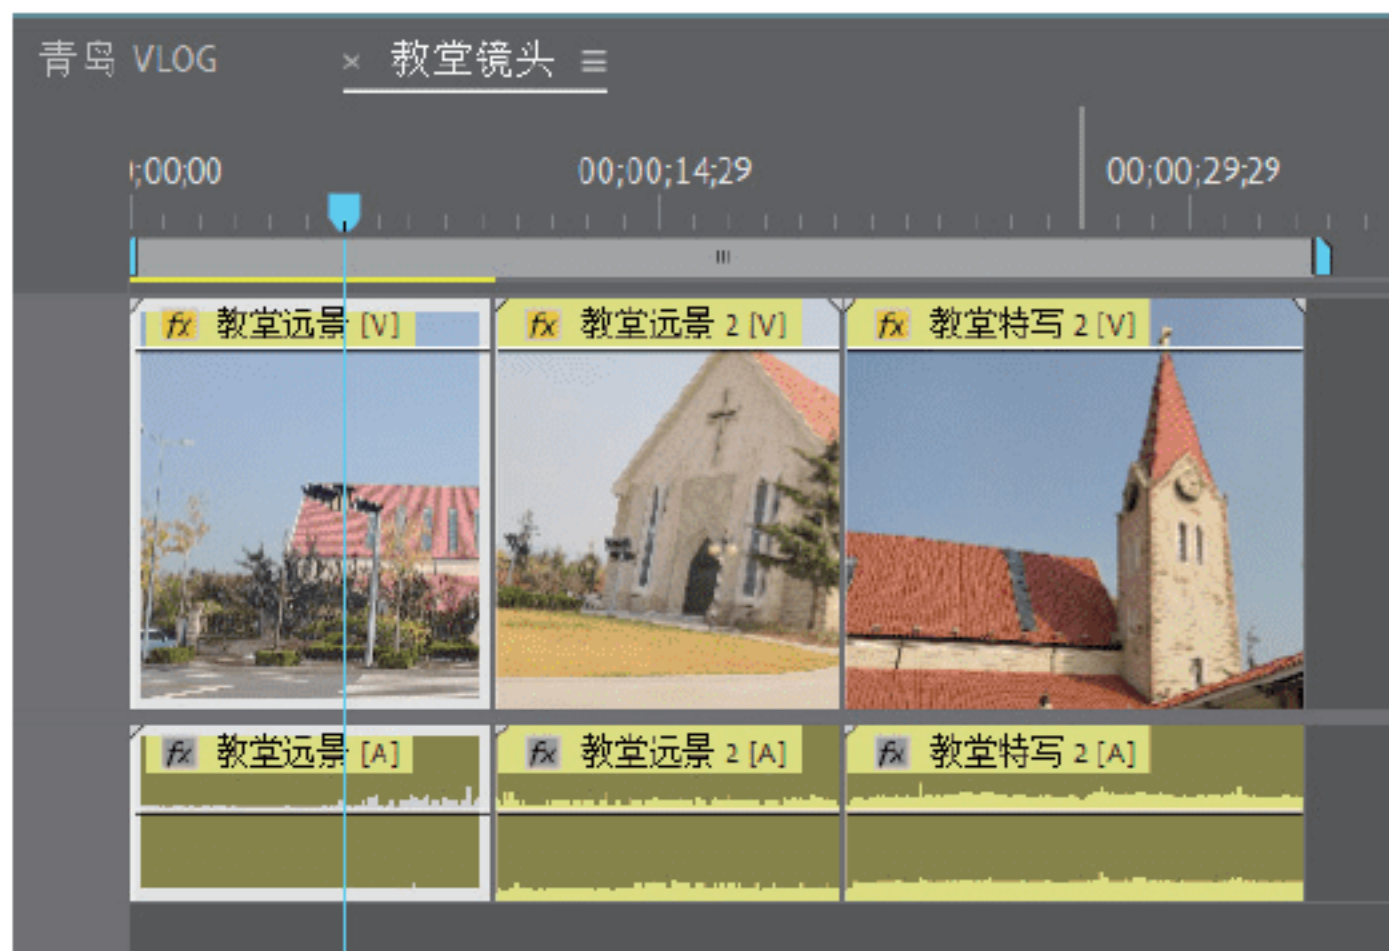 青岛 VLOG × 教堂镜头 ≡
;00;00 00;00;14;29 00;00;29;29
fx 教堂远景 [V] fx 教堂远景 2 [V] fx 教堂特写 2 [V]
fx 教堂远景 [A] fx 教堂远景 2 [A] fx 教堂特写 2 [A]